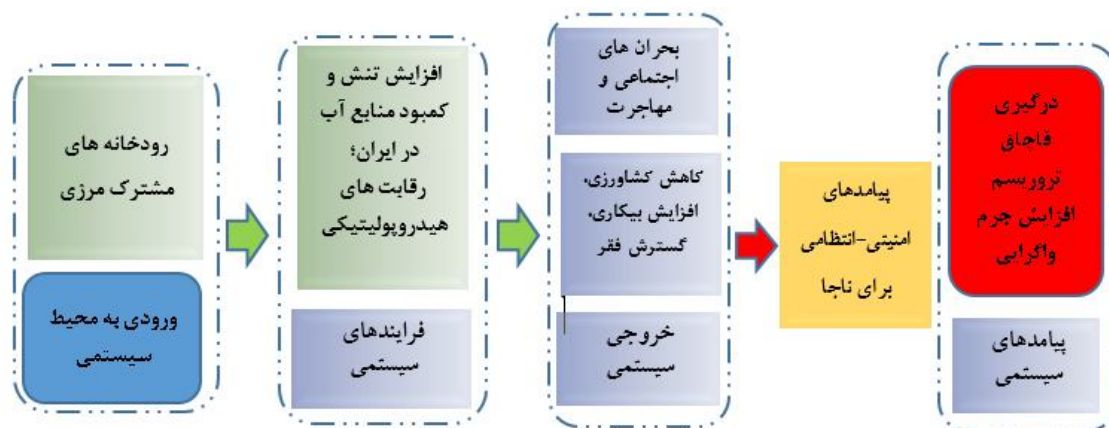 رودخانه های
مشترک مرزی
ورودی به محیط
سیستمی
افزایش تنش و
کمبود منابع آب
در ایران؛
رقابت های
هیدروپولیتیکی
فرایندهای
سیستمی
بحران های
اجتماعی و
مهاجرت
کاهش کشاورزی،
افزایش بیکاری،
گسترش فقر
خروجی
سیستمی
پیامدهای
امنیتی-انتظامی
برای ناجا
درگیری
قاچاق
تروریسم
افزایش جرم
واگرایی
پیامدهای
سیستمی